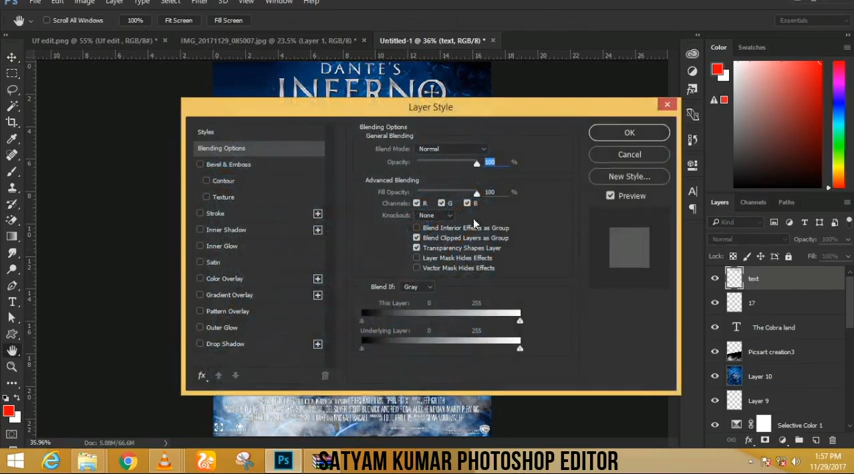 File Edit Image Layer Type Select Filter 3D View Window Help
Scroll All Windows 100% Fit Screen Fill Screen Essentials
Uf edit.png @ 55% (Uf edit , RGB/8#) * × IMG_20171129_085007.jpg @ 23.5% (Layer 1, RGB/8*) * × Untitled-1 @ 36% (text, RGB/8) * ×
DANTE'S
INFERNO
Layer Style
Styles
Blending Options
Bevel & Emboss
Contour
Texture
Stroke
Inner Shadow
Inner Glow
Satin
Color Overlay
Gradient Overlay
Pattern Overlay
Outer Glow
Drop Shadow
fx
Blending Options
General Blending
Blend Mode: Normal
Opacity: 100 %
Advanced Blending
Fill Opacity: 100 %
Channels: R G B
Knockout: None
Blend Interior Effects as Group
Blend Clipped Layers as Group
Transparency Shapes Layer
Layer Mask Hides Effects
Vector Mask Hides Effects
Blend If: Gray
This Layer: 0 255
Underlying Layer: 0 255
OK
Cancel
New Style...
Preview
Color Swatches
Layers Channels Paths
Kind
Normal Opacity: 100%
Lock: Fill: 100%
text
17
T The Cobra land
Picsart creation3
Layer 10
Layer 9
Selective Color 1
35.96% Doc: 5.88M/66.6M
SATYAM KUMAR PHOTOSHOP EDITOR
1:57 PM
11/29/2017